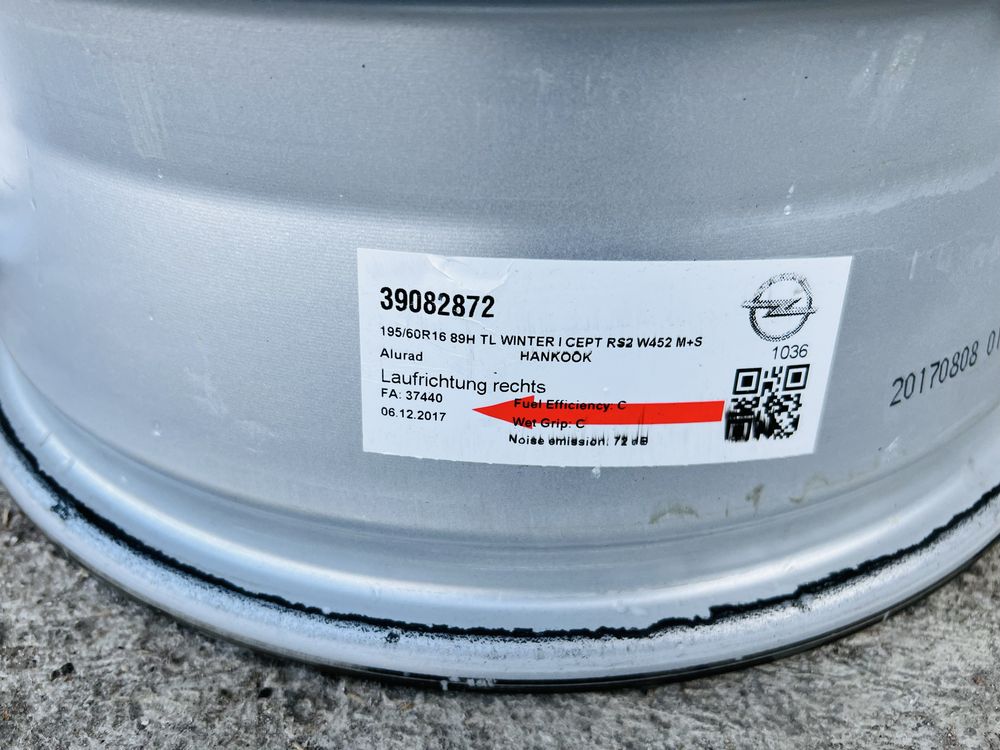 39082872
195/60R16 89H TL WINTER I CEPT RS2 W452 M+S
Alurad HANKOOK
1036
Laufrichtung rechts
FA: 37440
Fuel Efficiency: C
06.12.2017
Wet Grip: C
Noise emission: 72 dB
20170808